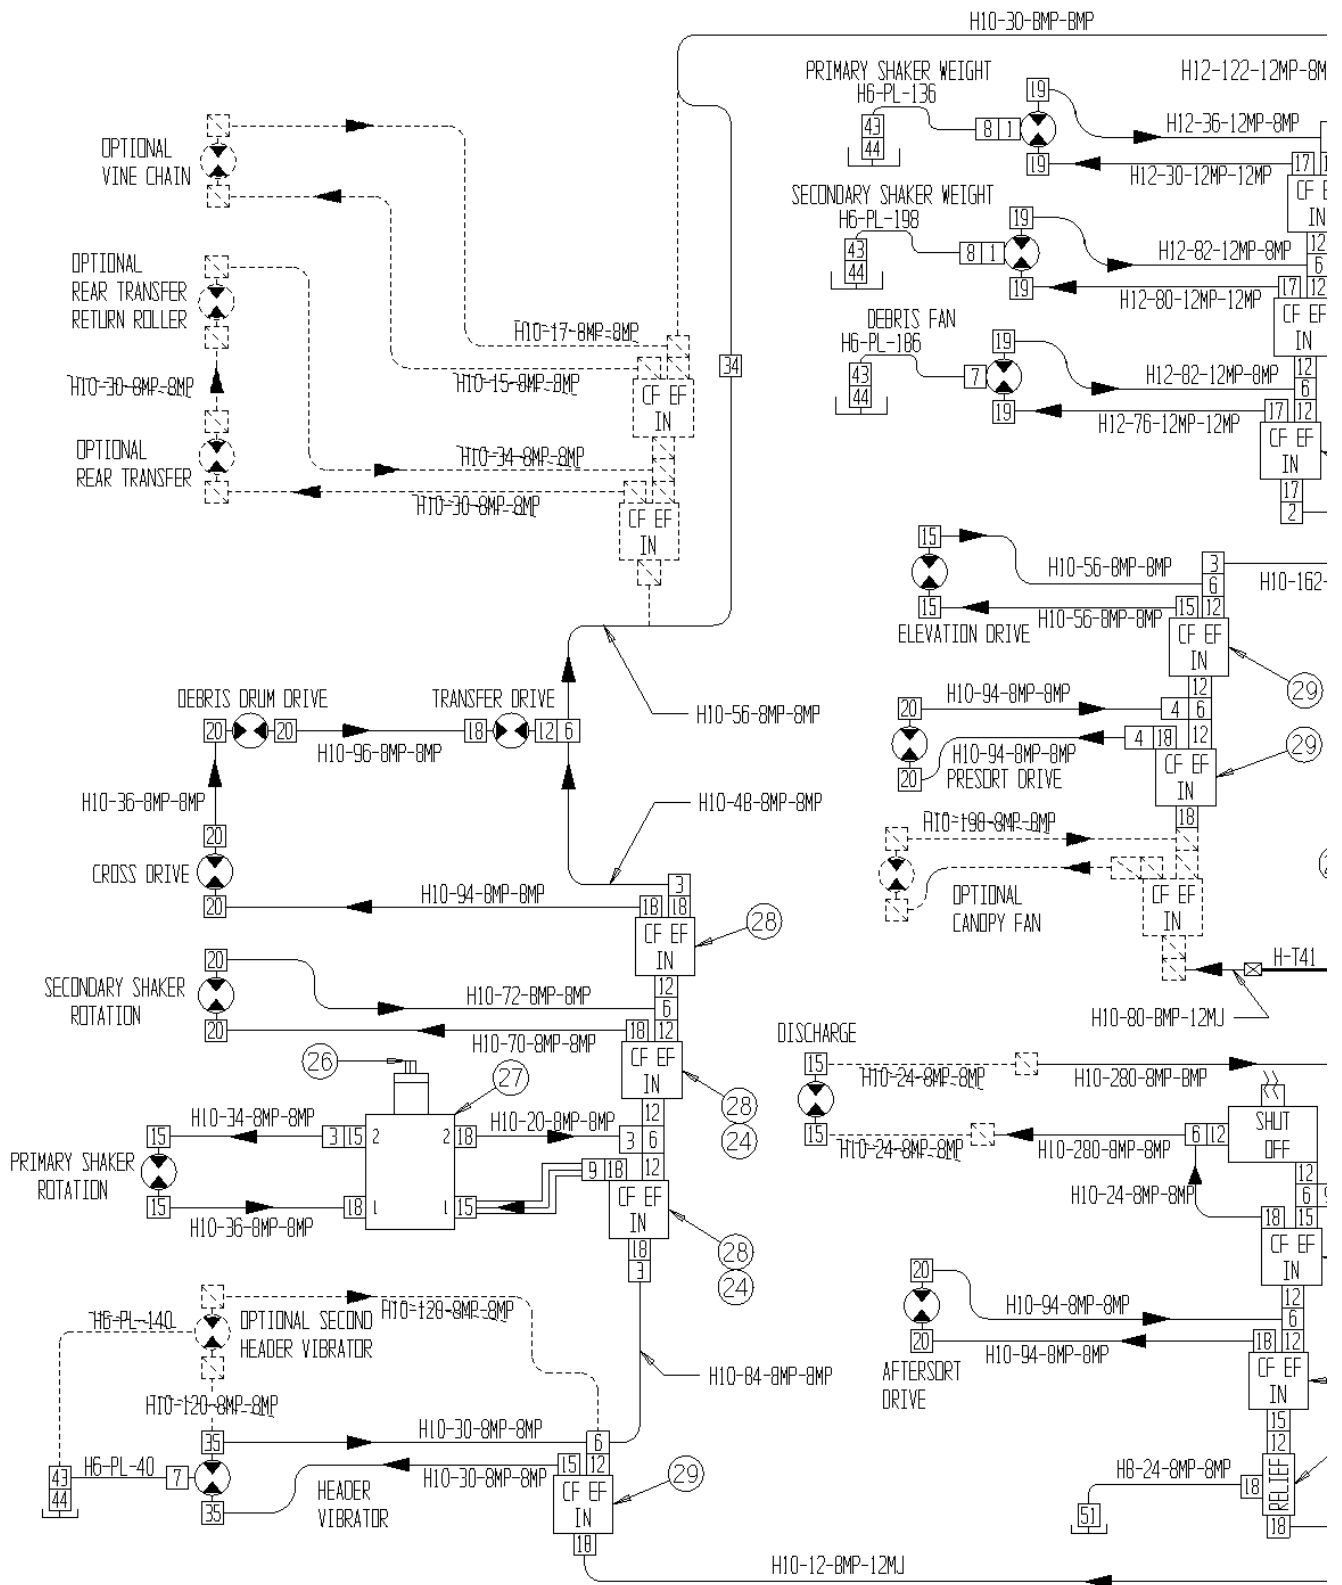 H10-30-8MP-8MP
PRIMARY SHAKER WEIGHT
H6-PL-136
H12-122-12MP-8M
19
43
44
8 1
H12-36-12MP-8MP
19
H12-30-12MP-12MP
17
CF E
IN
OPTIONAL
VINE CHAIN
SECONDARY SHAKER WEIGHT
H6-PL-198
19
43
44
8 1
H12-82-12MP-8MP
12
6
19
H12-80-12MP-12MP
17 12
CF EF
IN
OPTIONAL
REAR TRANSFER
RETURN ROLLER
H10-17-8MP-8MP
DEBRIS FAN
H6-PL-186
19
43
44
7
H12-82-12MP-8MP
12
6
34
H10-30-8MP-8MP
H10-15-8MP-8MP
CF EF
IN
19
H12-76-12MP-12MP
17 12
CF EF
IN
17
2
OPTIONAL
REAR TRANSFER
H10-34-8MP-8MP
H10-30-8MP-8MP
CF EF
IN
15
H10-56-8MP-8MP
3
6
H10-162-
15
H10-56-8MP-8MP
15 12
ELEVATION DRIVE
CF EF
IN
29
12
DEBRIS DRUM DRIVE
TRANSFER DRIVE
H10-56-8MP-8MP
20 20
18
12 6
H10-96-8MP-8MP
20
H10-94-8MP-8MP
4 6
H10-94-8MP-8MP
4 18 12
20
PRESORT DRIVE
CF EF
IN
29
18
H10-36-8MP-8MP
H10-48-8MP-8MP
20
CROSS DRIVE
20
H10-94-8MP-8MP
3
18 18
CF EF
IN
28
H10-190-8MP-8MP
OPTIONAL
CANOPY FAN
CF EF
IN
H-T41
H10-80-8MP-12MJ
20
SECONDARY SHAKER
ROTATION
H10-72-8MP-8MP
12
6
20
H10-70-8MP-8MP
18 12
CF EF
IN
28
24
DISCHARGE
15
H10-24-8MP-8MP
H10-280-8MP-8MP
15
H10-24-8MP-8MP
H10-280-8MP-8MP
6 12
SHUT
OFF
26
27
H10-34-8MP-8MP
15
3 15 2
2 18
H10-20-8MP-8MP
12
3 6
PRIMARY SHAKER
ROTATION
9 18 12
15
H10-36-8MP-8MP
18 1
1 15
CF EF
IN
28
24
18
3
H10-24-8MP-8MP
12
6
18 15
CF EF
IN
H6-PL-140
OPTIONAL SECOND
HEADER VIBRATOR
H10-120-8MP-8MP
H10-84-8MP-8MP
20
H10-94-8MP-8MP
12
6
20
H10-94-8MP-8MP
18 12
AFTERSORT
DRIVE
CF EF
IN
15
12
H10-120-8MP-8MP
35
H10-30-8MP-8MP
6
H6-PL-40
43
44
7
H10-30-8MP-8MP
15 12
35
HEADER
VIBRATOR
CF EF
IN
29
18
H8-24-8MP-8MP
51
18
RELIEF
18
H10-12-8MP-12MJ